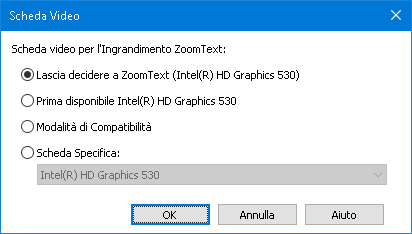 Scheda Video
Scheda video per l'Ingrandimento ZoomText:
Lascia decidere a ZoomText (Intel(R) HD Graphics 530)
Prima disponibile Intel(R) HD Graphics 530
Modalità di Compatibilità
Scheda Specifica:
Intel(R) HD Graphics 530
OK Annulla Aiuto